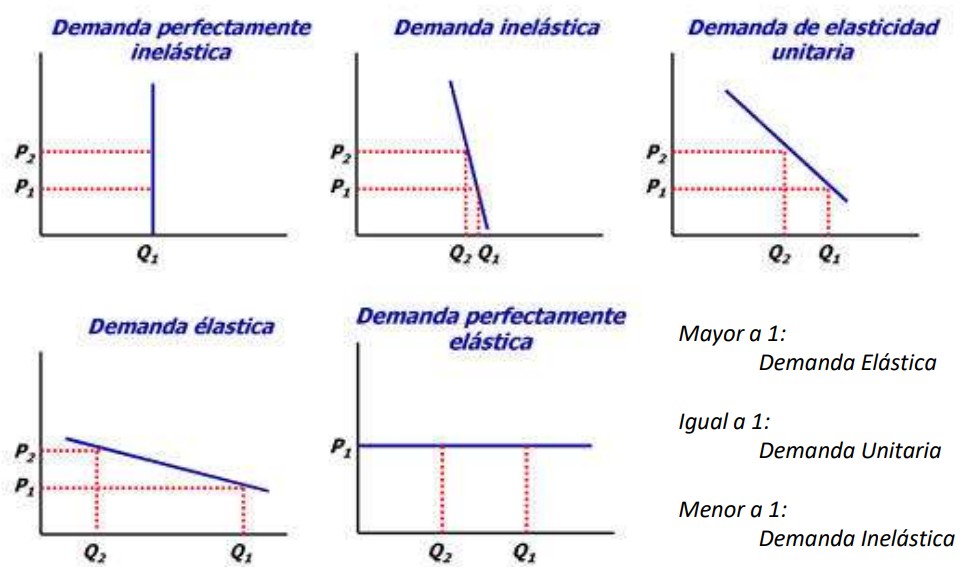 Demanda perfectamente
inelástica
P2
P1
Q1
Demanda inelástica
P2
P1
Q2 Q1
Demanda de elasticidad
unitaria
P2
P1
Q2 Q1
Demanda élastica
P2
P1
Q2 Q1
Demanda perfectamente
elástica
P1
Q2 Q1
Mayor a 1:
Demanda Elástica
Igual a 1:
Demanda Unitaria
Menor a 1:
Demanda Inelástica